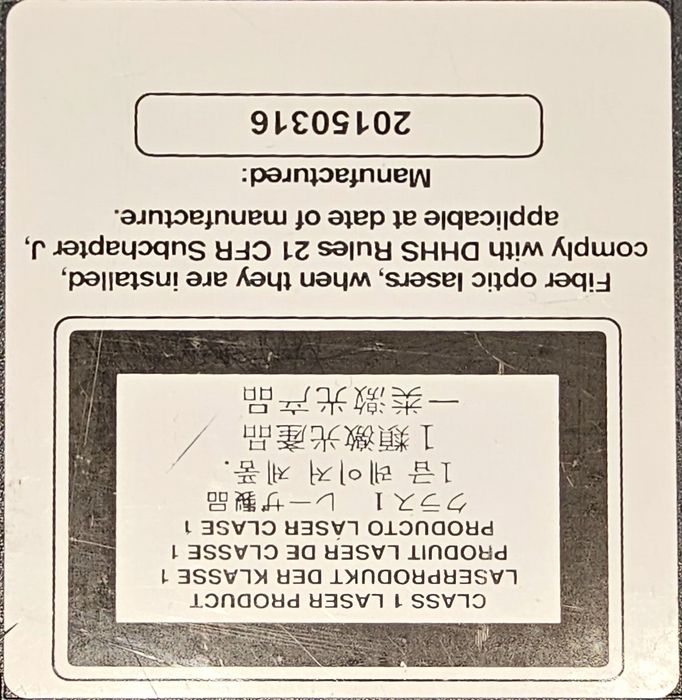 CLASS 1 LASER PRODUCT
LASERPRODUKT DER KLASSE 1
PRODUIT LASER DE CLASSE 1
PRODUCTO LASER CLASE 1
クラス1 レーザ製品
1급 레이저 제품.
1類激光產品
一类激光产品
Fiber optic lasers, when they are installed,
comply with DHHS Rules 21 CFR Subchapter J,
applicable at date of manufacture.
Manufactured:
20150316